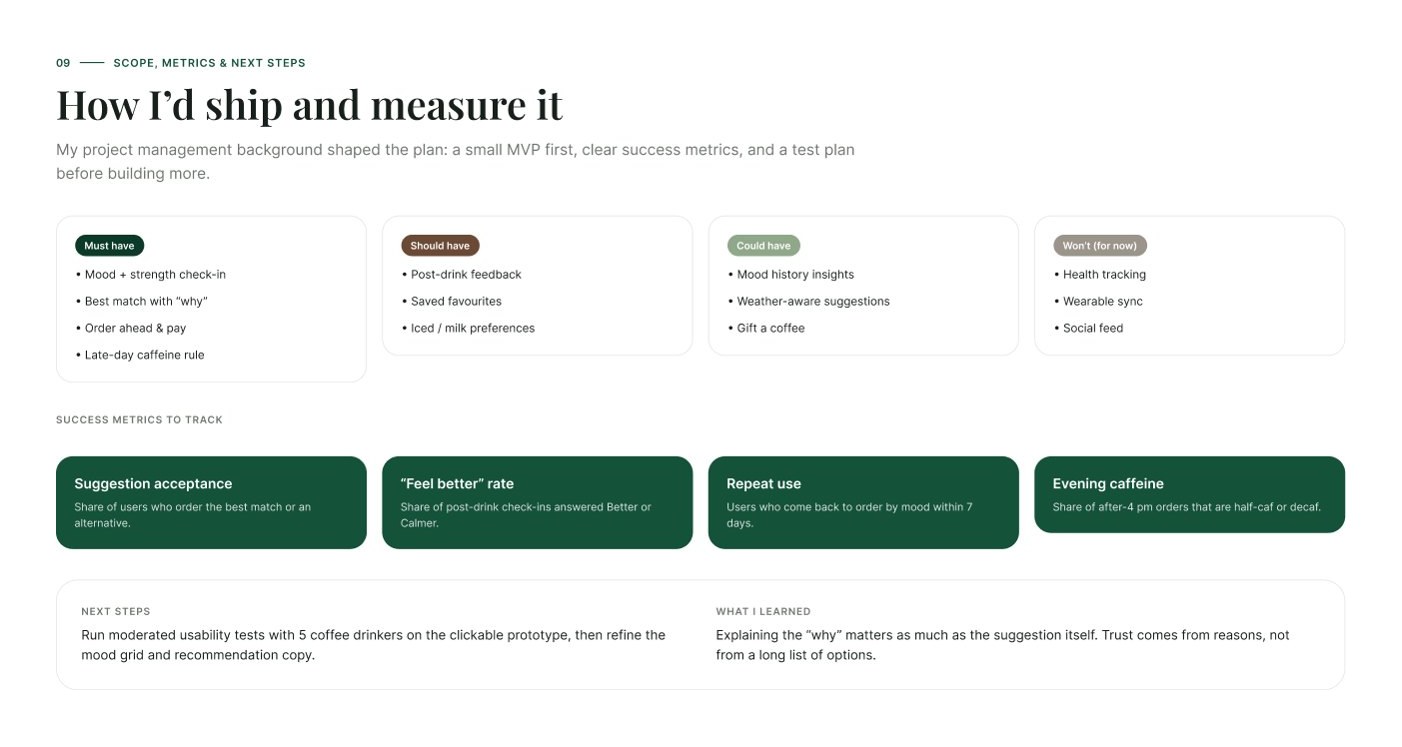 09 — SCOPE, METRICS & NEXT STEPS
How I’d ship and measure it
My project management background shaped the plan: a small MVP first, clear success metrics, and a test plan
before building more.
Must have
• Mood + strength check-in
• Best match with “why”
• Order ahead & pay
• Late-day caffeine rule
Should have
• Post-drink feedback
• Saved favourites
• Iced / milk preferences
Could have
• Mood history insights
• Weather-aware suggestions
• Gift a coffee
Won’t (for now)
• Health tracking
• Wearable sync
• Social feed
SUCCESS METRICS TO TRACK
Suggestion acceptance
Share of users who order the best match or an
alternative.
“Feel better” rate
Share of post-drink check-ins answered Better or
Calmer.
Repeat use
Users who come back to order by mood within 7
days.
Evening caffeine
Share of after-4 pm orders that are half-caf or decaf.
NEXT STEPS
Run moderated usability tests with 5 coffee drinkers on the clickable prototype, then refine the
mood grid and recommendation copy.
WHAT I LEARNED
Explaining the “why” matters as much as the suggestion itself. Trust comes from reasons, not
from a long list of options.